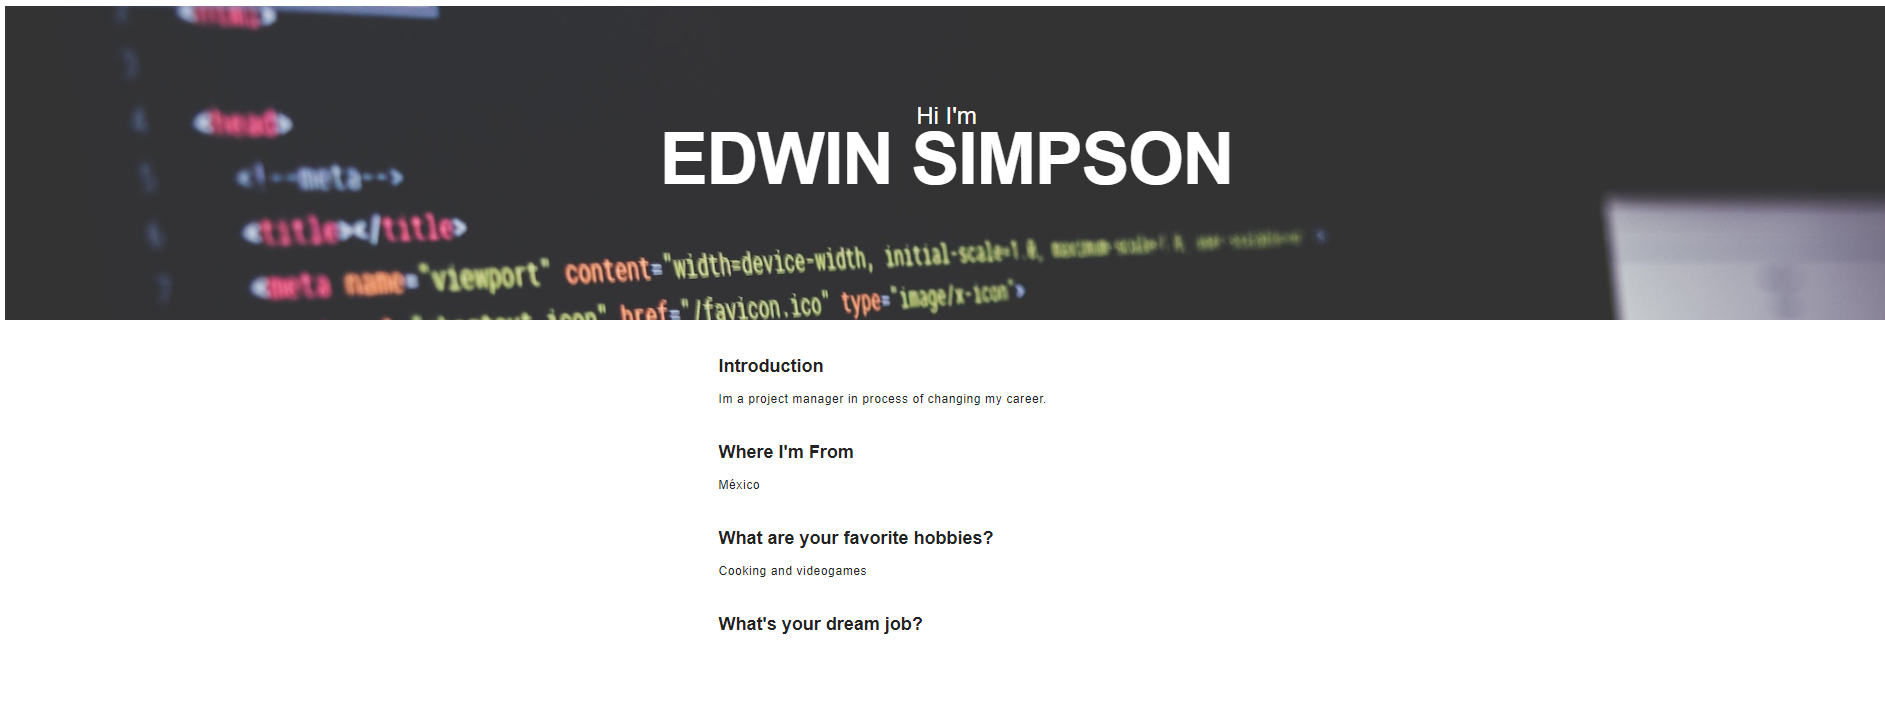 <head>
<!--meta-->
<title></title>
<meta name="viewport" content="width=device-width, initial-scale=1.0,
href="/favicon.ico" type="image/x-icon">
Hi I'm
EDWIN SIMPSON
Introduction
Im a project manager in process of changing my career.
Where I'm From
México
What are your favorite hobbies?
Cooking and videogames
What's your dream job?